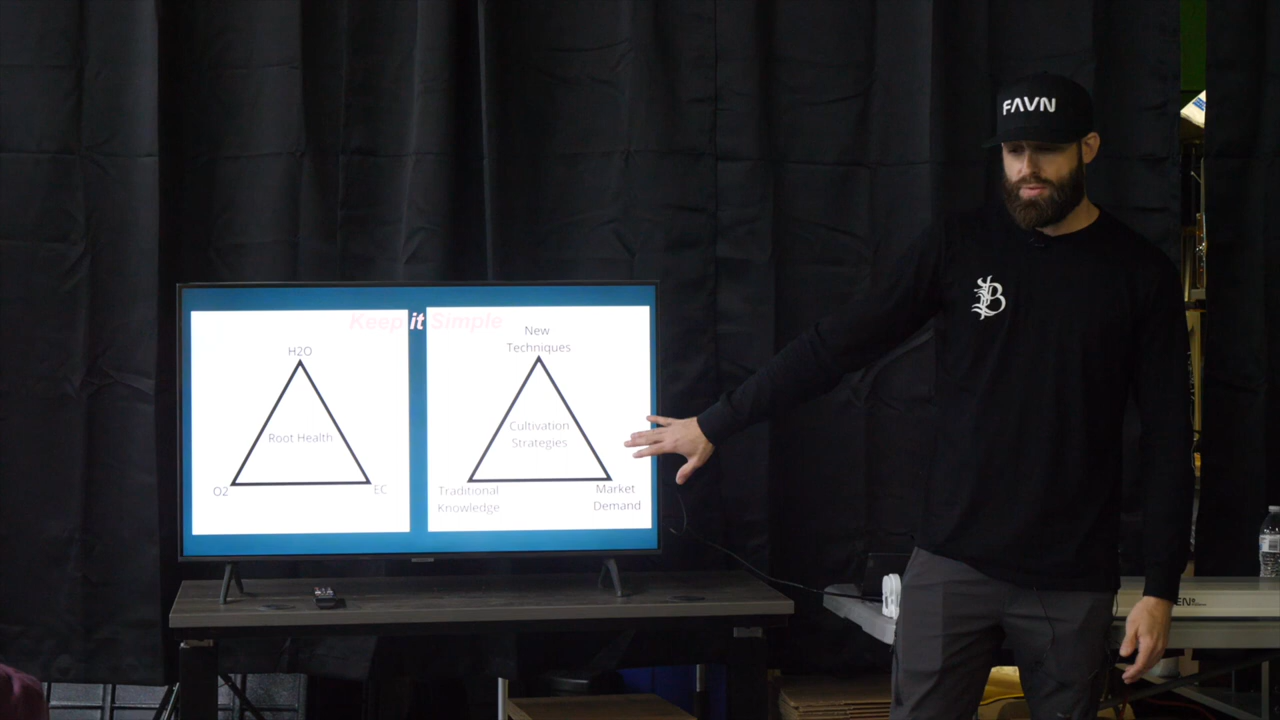 FAVN
B
Keep it Simple
H2O
Root Health
O2
EC
New
Techniques
Cultivation
Strategies
Traditional
Knowledge
Market
Demand